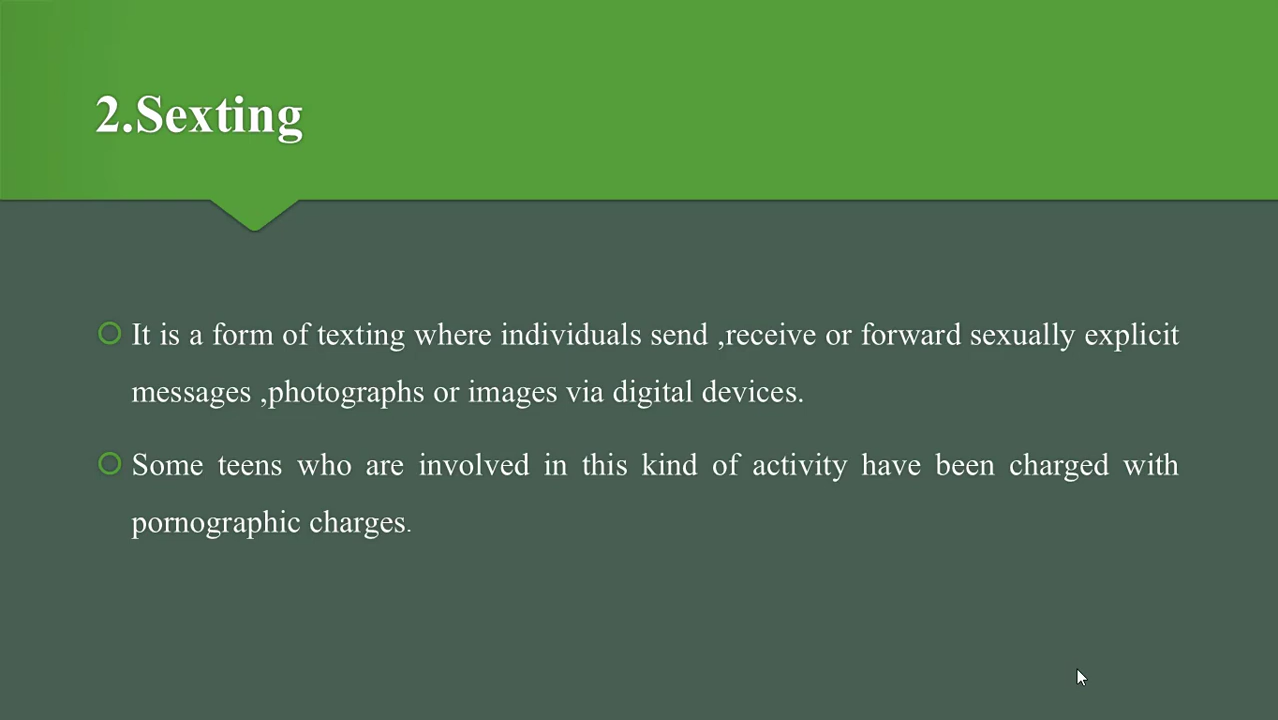 2.Sexting
It is a form of texting where individuals send ,receive or forward sexually explicit
messages ,photographs or images via digital devices.
Some teens who are involved in this kind of activity have been charged with
pornographic charges.